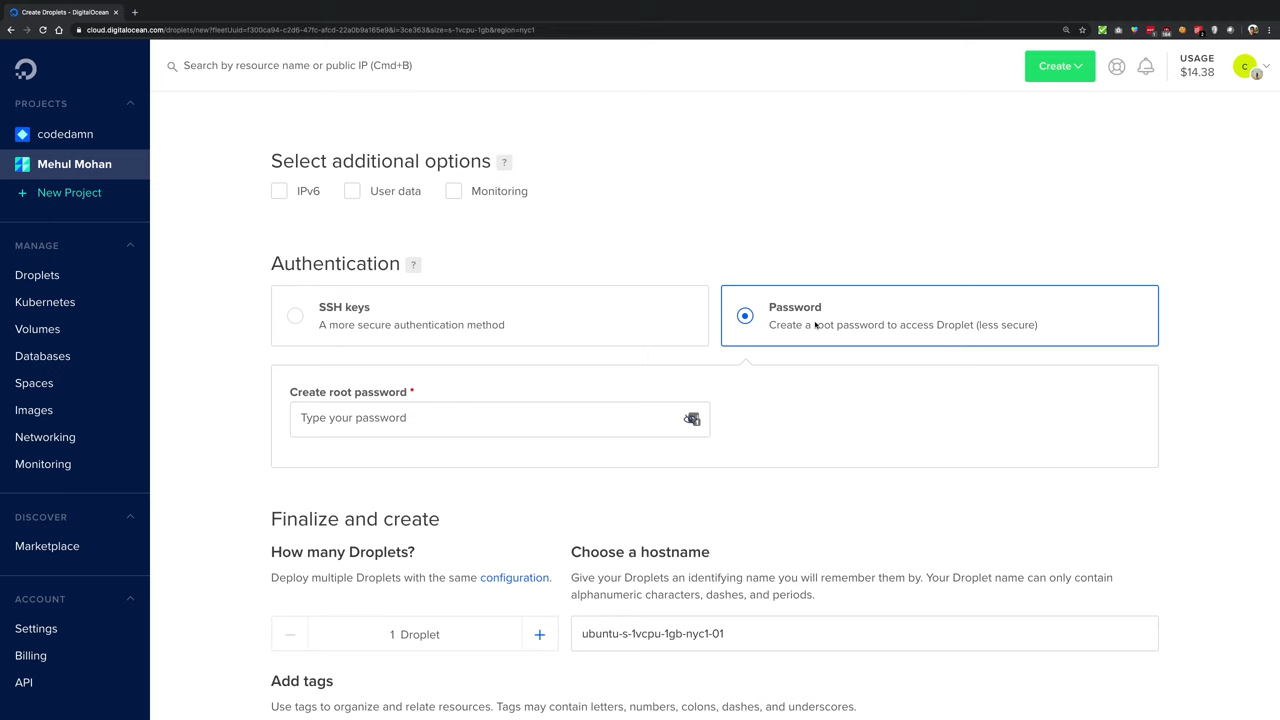 Create Droplets - DigitalOcean
cloud.digitalocean.com/droplets/new?fleetUuid=f300ca94-c2d6-47fc-afcd-22a0b9a165e9&i=3ce363&size=s-1vcpu-1gb&region=nyc1
Search by resource name or public IP (Cmd+B)
Create
USAGE
$14.38
C
PROJECTS
codedamn
Mehul Mohan
+ New Project
MANAGE
Droplets
Kubernetes
Volumes
Databases
Spaces
Images
Networking
Monitoring
DISCOVER
Marketplace
ACCOUNT
Settings
Billing
API
Select additional options ?
IPv6 User data Monitoring
Authentication ?
SSH keys
A more secure authentication method
Password
Create a root password to access Droplet (less secure)
Create root password *
Type your password
Finalize and create
How many Droplets?
Deploy multiple Droplets with the same configuration.
1 Droplet
Choose a hostname
Give your Droplets an identifying name you will remember them by. Your Droplet name can only contain
alphanumeric characters, dashes, and periods.
ubuntu-s-1vcpu-1gb-nyc1-01
Add tags
Use tags to organize and relate resources. Tags may contain letters, numbers, colons, dashes, and underscores.